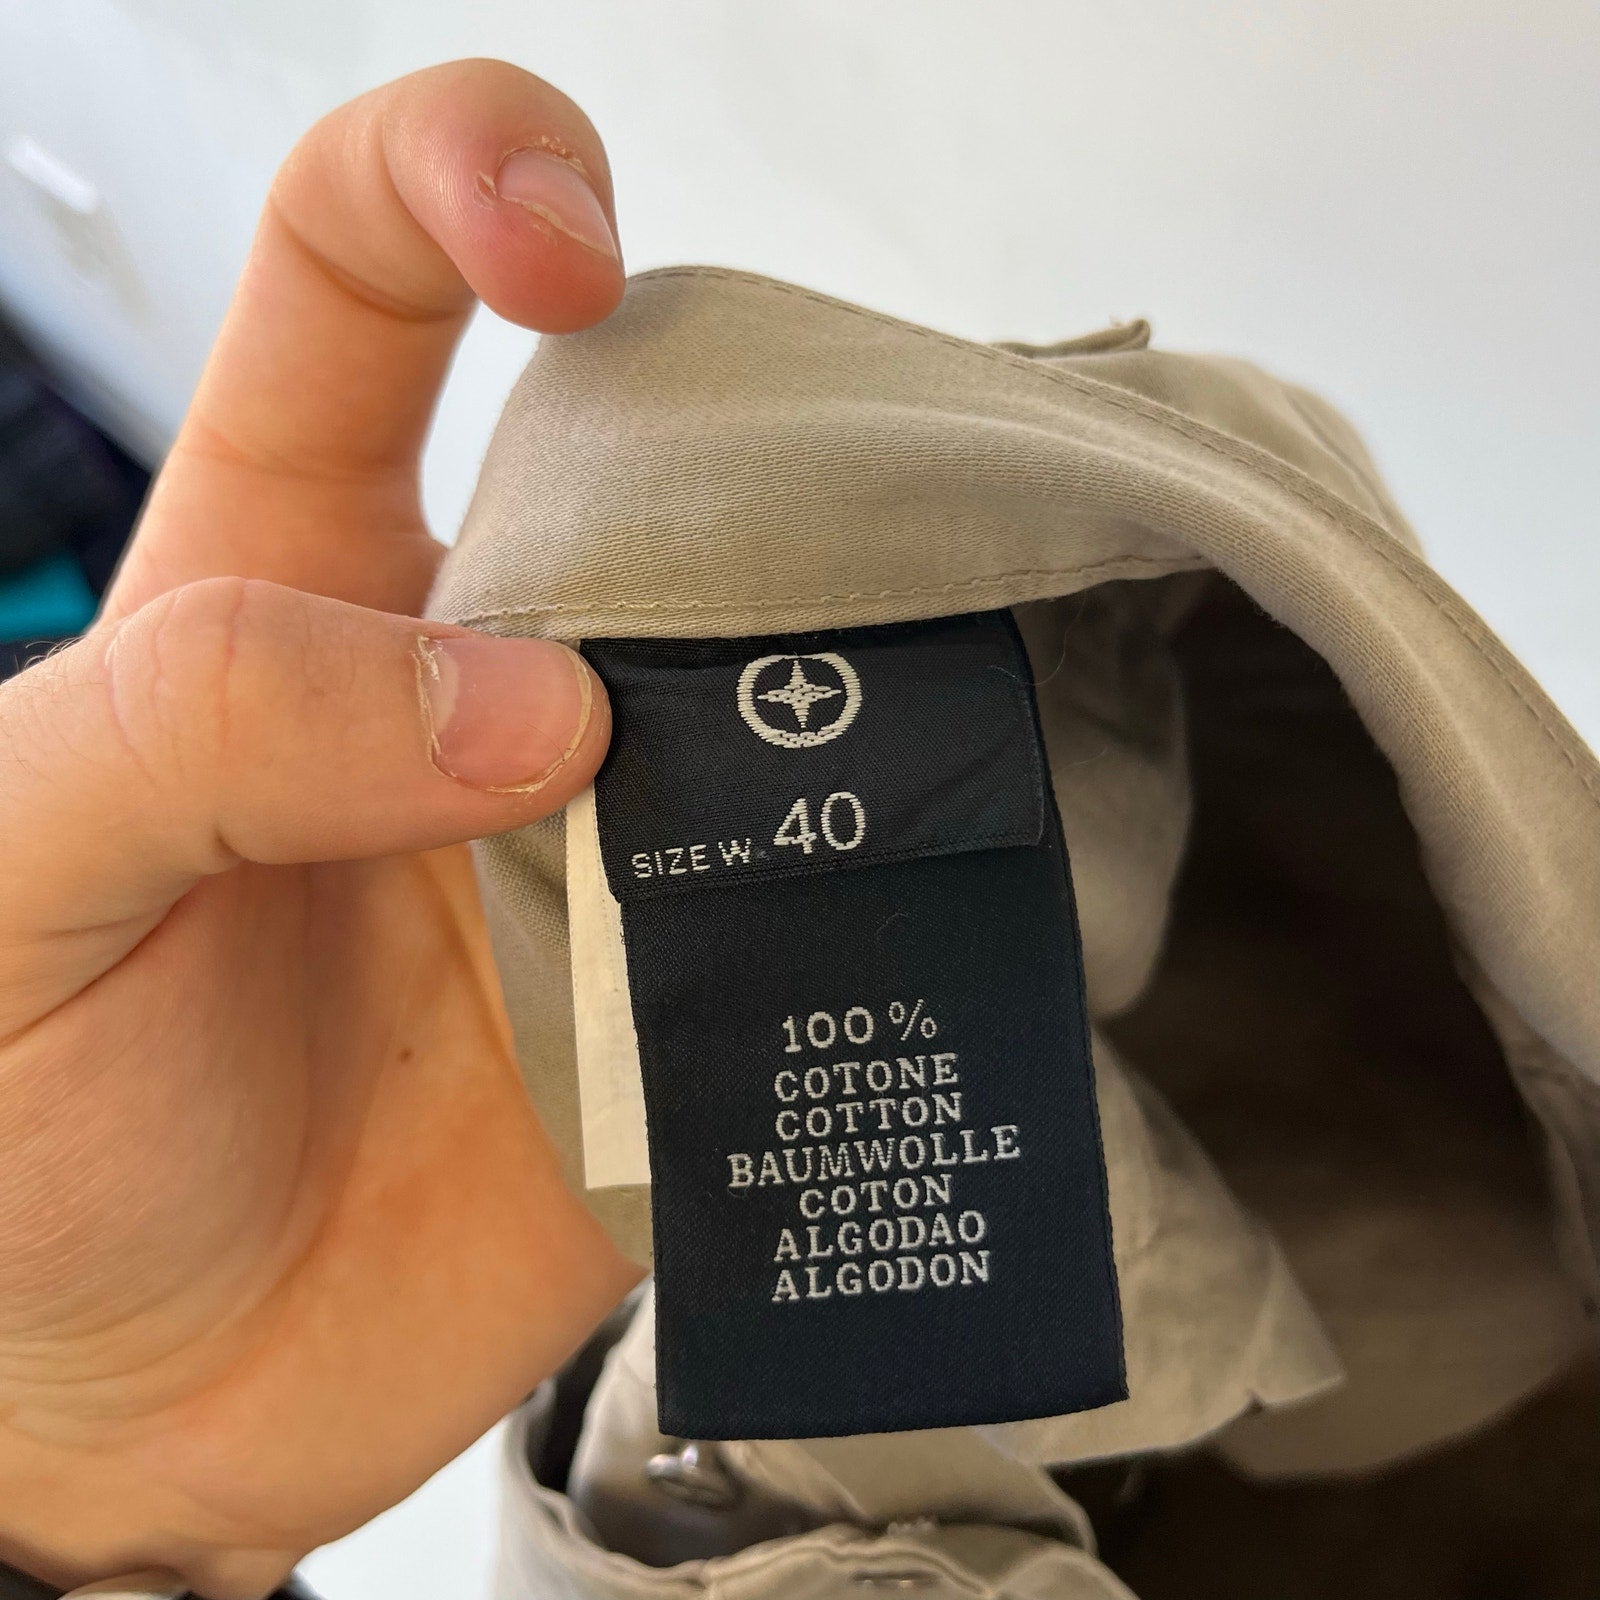 SIZE W. 40
100 %
COTONE
COTTON
BAUMWOLLE
COTON
ALGODAO
ALGODON